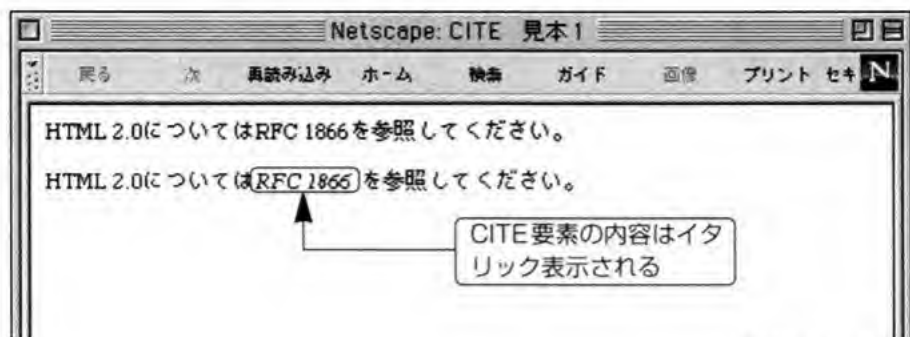 Netscape: CITE 見本1
戻る 次 再読み込み ホーム 検索 ガイド 画像 プリント セキ N
HTML 2.0についてはRFC 1866を参照してください。
HTML 2.0についてはRFC 1866を参照してください。
CITE要素の内容はイタ
リック表示される